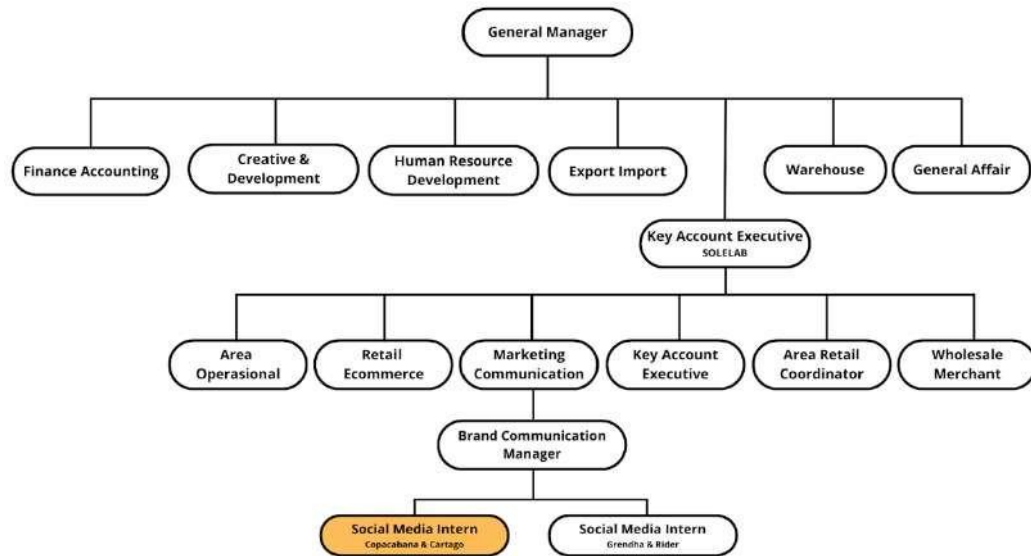 General Manager
Finance Accounting
Creative &
Development
Human Resource
Development
Export Import
Warehouse
General Affair
Key Account Executive
SOLELAB
Area
Operasional
Retail
Ecommerce
Marketing
Communication
Key Account
Executive
Area Retail
Coordinator
Wholesale
Merchant
Brand Communication
Manager
Social Media Intern
Copacabana & Cartago
Social Media Intern
Grendha & Rider